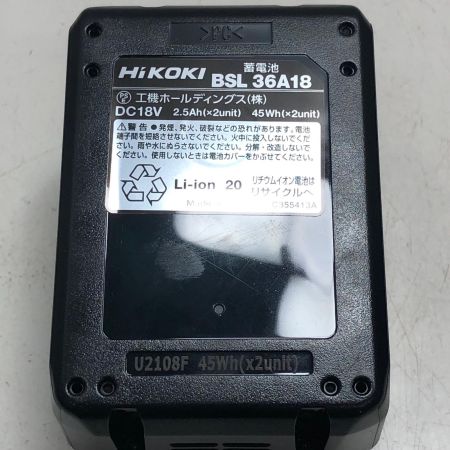 >PC<
HiKOKI 蓄電池 BSL 36A18
PS E 工機ホールディングス(株)
DC18V 2.5Ah(×2unit) 45Wh(×2unit)
⚠警告 ●発煙、発火、破裂などの恐れがあります。電池
端子間を短絡させないでください。火中に投入しないでくだ
さい。雨や水にぬらさないでください。分解・改造しないで
ください。使用しないときは電池カバーをかぶせてください。
Li-ion 20 リチウムイオン電池は
リサイクルへ
C355413A
U2108F 45Wh(x2unit)